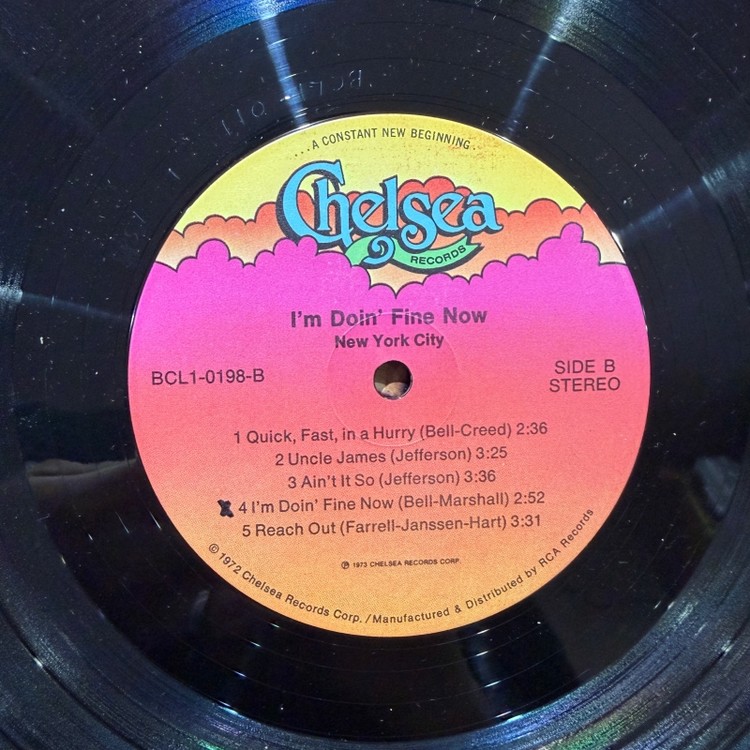 ...A CONSTANT NEW BEGINNING...
Chelsea
RECORDS
I'm Doin' Fine Now
New York City
BCL1-0198-B
SIDE B
STEREO
1 Quick, Fast, in a Hurry (Bell-Creed) 2:36
2 Uncle James (Jefferson) 3:25
3 Ain't It So (Jefferson) 3:36
X 4 I'm Doin' Fine Now (Bell-Marshall) 2:52
5 Reach Out (Farrell-Janssen-Hart) 3:31
℗ 1973 CHELSEA RECORDS CORP.
© 1972 Chelsea Records Corp. / Manufactured & Distributed by RCA Records